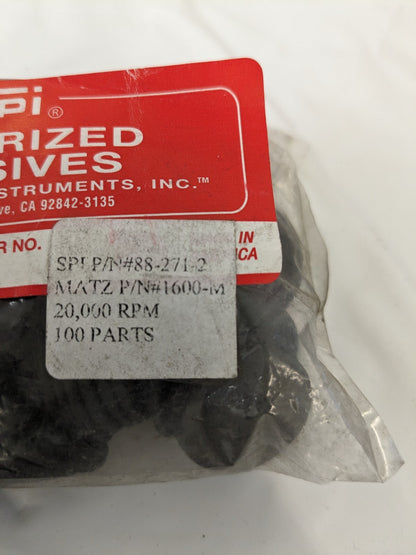 pi®
RIZED
SIVES
STRUMENTS, INC.™
ve, CA 92842-3135
R NO.
IN
ICA
SPI P/N#88-271-2
MATZ P/N#1600-M
20,000 RPM
100 PARTS